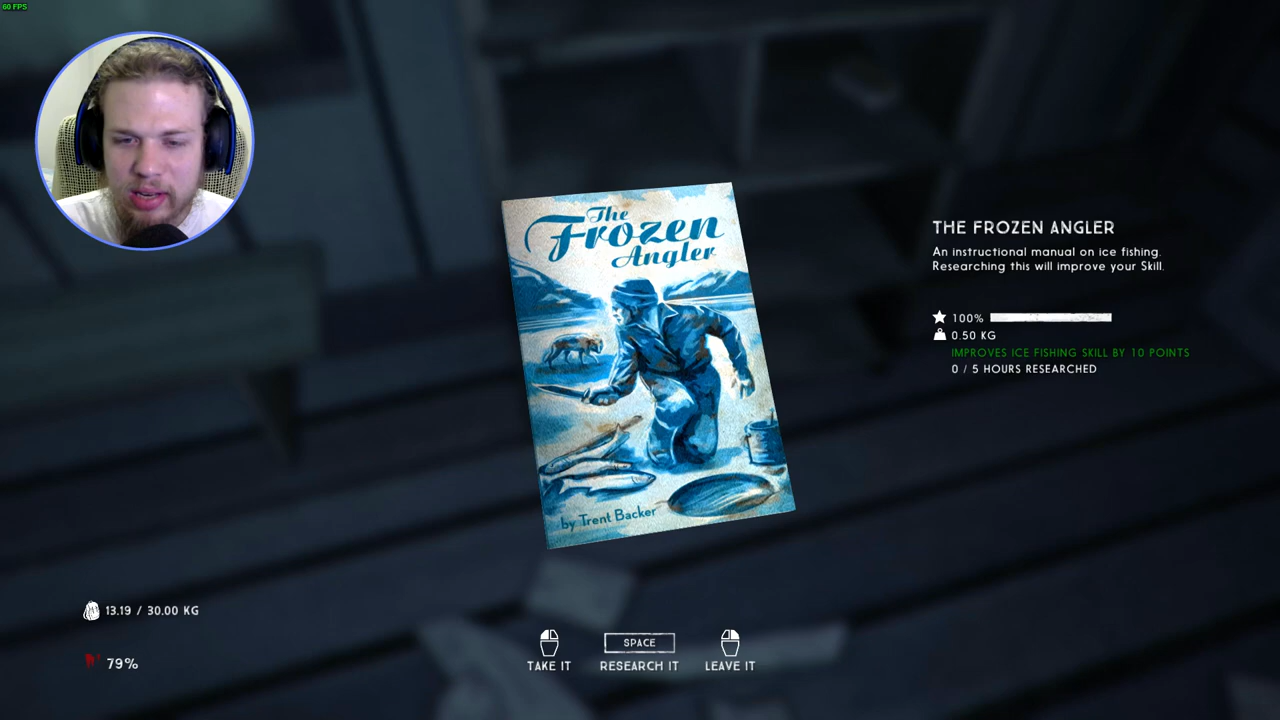 60 FPS
The
Frozen
Angler
by Trent Backer
THE FROZEN ANGLER
An instructional manual on ice fishing.
Researching this will improve your Skill.
100%
0.50 KG
IMPROVES ICE FISHING SKILL BY 10 POINTS
0 / 5 HOURS RESEARCHED
13.19 / 30.00 KG
79%
SPACE
TAKE IT
RESEARCH IT
LEAVE IT